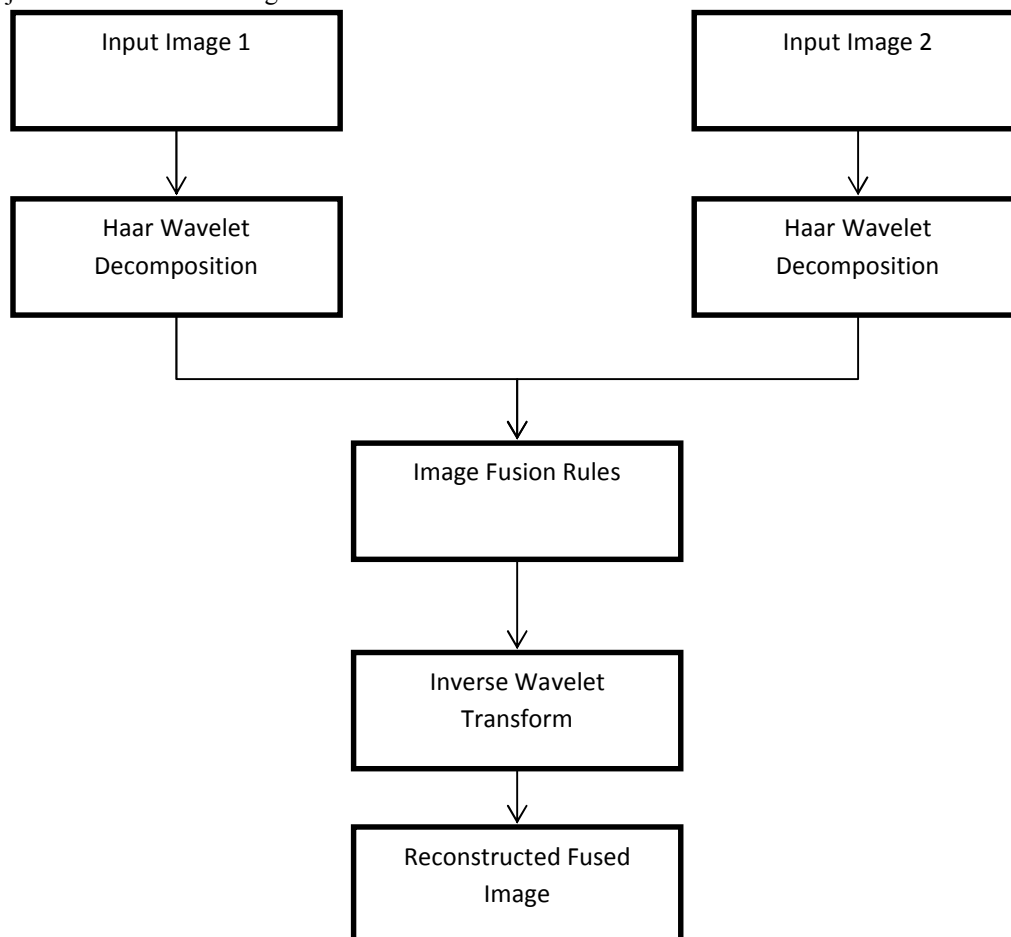 Input Image 1
Input Image 2
Haar Wavelet
Decomposition
Haar Wavelet
Decomposition
Image Fusion Rules
Inverse Wavelet
Transform
Reconstructed Fused
Image